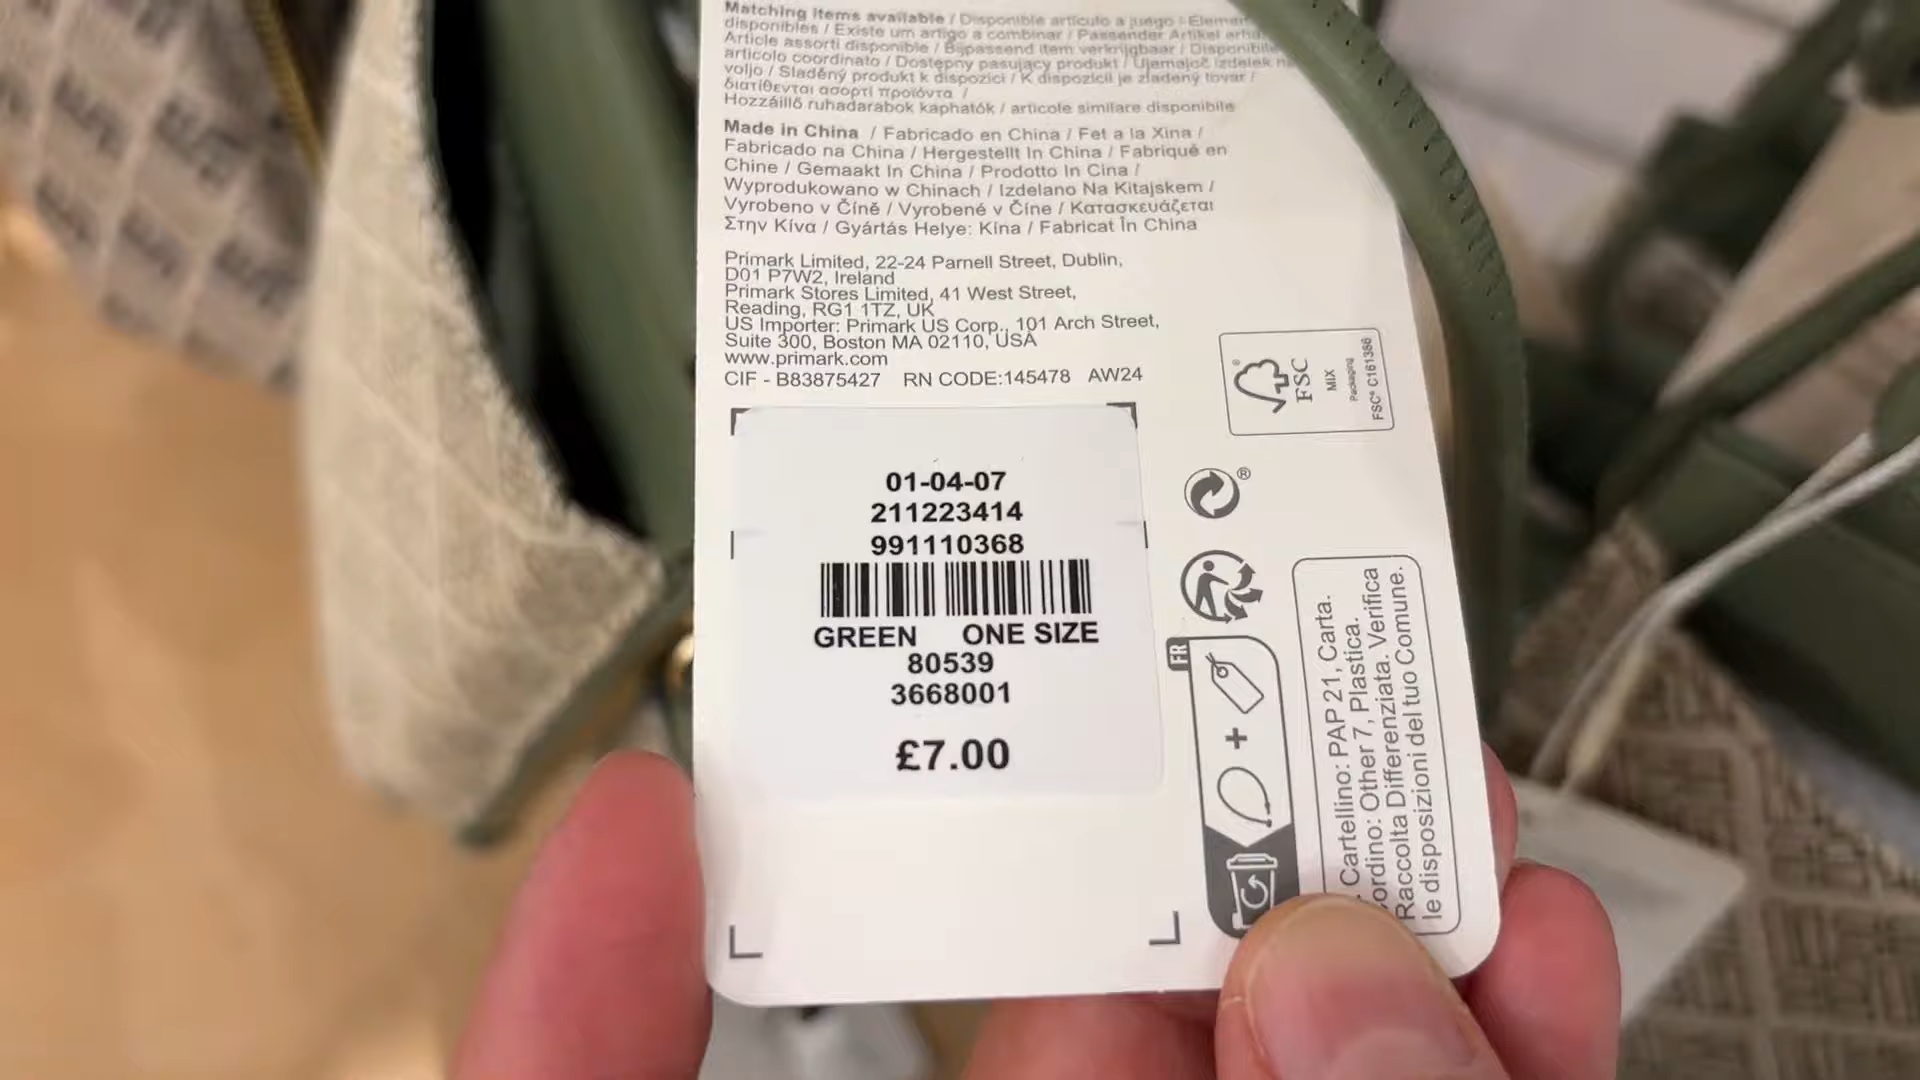 Matching items available / Disponible artículo a juego / Elemen
disponibles / Existe um artigo a combinar / Passender Artikel erhä
Article assorti disponible / Bijpassend item verkrijgbaar / Disponibile
articolo coordinato / Dostępny pasujący produkt / Ujemajoč izdelek n
voljo / Sladěný produkt k dispozici / K dispozícii je zladený tovar /
διατίθενται ασορτί προϊόντα /
Hozzáillő ruhadarabok kaphatók / articole similare disponibile
Made in China / Fabricado en China / Fet a la Xina /
Fabricado na China / Hergestellt In China / Fabriqué en
Chine / Gemaakt In China / Prodotto In Cina /
Wyprodukowano w Chinach / Izdelano Na Kitajskem /
Vyrobeno v Číně / Vyrobené v Číne / Κατασκευάζεται
Στην Κίνα / Gyártás Helye: Kína / Fabricat În China
Primark Limited, 22-24 Parnell Street, Dublin,
D01 P7W2, Ireland
Primark Stores Limited, 41 West Street,
Reading, RG1 1TZ, UK
US Importer: Primark US Corp., 101 Arch Street,
Suite 300, Boston MA 02110, USA
www.primark.com
CIF - B83875427 RN CODE:145478 AW24
FSC
MIX
Packaging
FSC® C161386
01-04-07
211223414
991110368
GREEN ONE SIZE
80539
3668001
£7.00
FR
Cartellino: PAP 21, Carta.
ordino: Other 7, Plastica.
Raccolta Differenziata. Verifica
le disposizioni del tuo Comune.